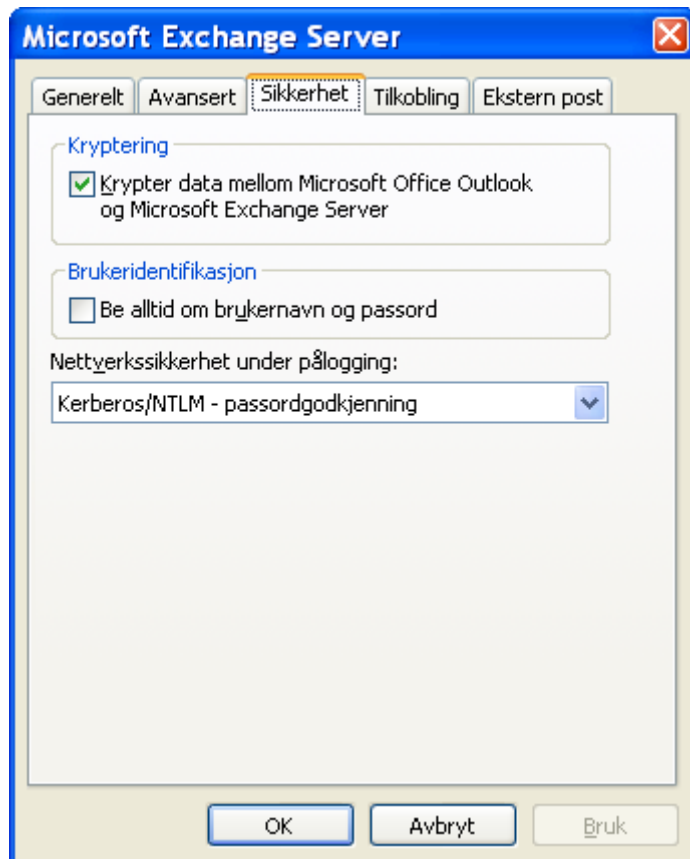 Microsoft Exchange Server
Generelt Avansert Sikkerhet Tilkobling Ekstern post
Kryptering
Krypter data mellom Microsoft Office Outlook
og Microsoft Exchange Server
Brukeridentifikasjon
Be alltid om brukernavn og passord
Nettverkssikkerhet under pålogging:
Kerberos/NTLM - passordgodkjenning
OK Avbryt Bruk